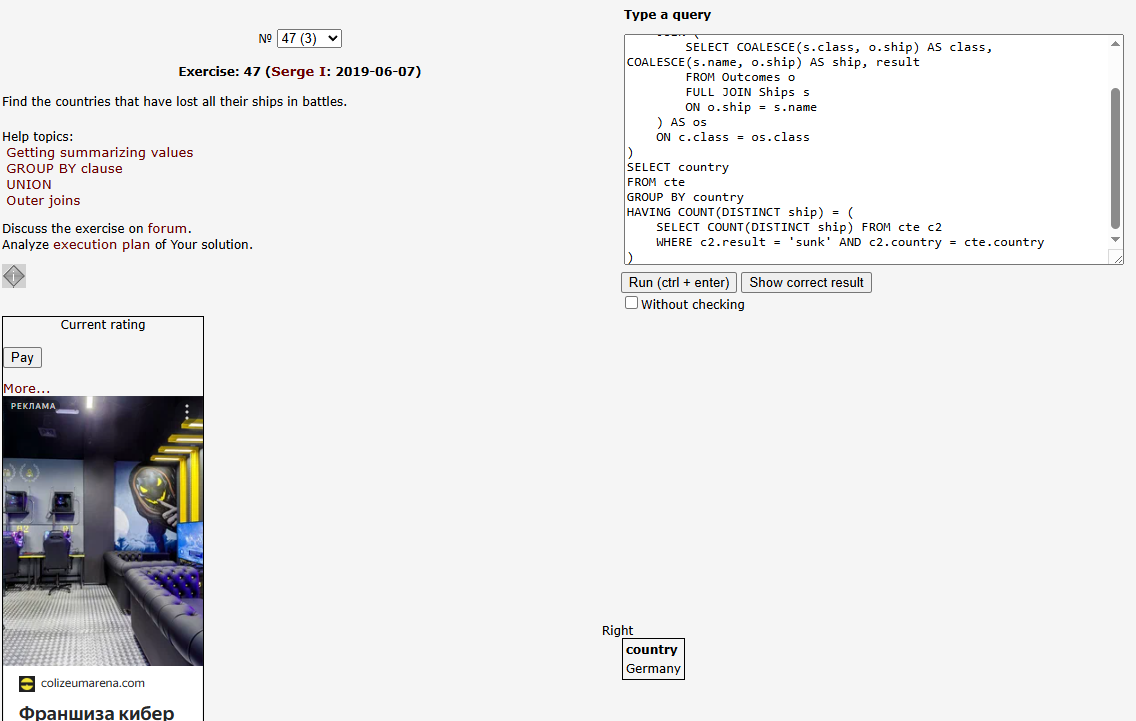 № 47 (3)
Exercise: 47 (Serge I: 2019-06-07)
Find the countries that have lost all their ships in battles.
Help topics:
Getting summarizing values
GROUP BY clause
UNION
Outer joins
Discuss the exercise on forum.
Analyze execution plan of Your solution.
Current rating
Pay
More...
РЕКЛАМА
colizeumarena.com
Франшиза кибер
Type a query
SELECT COALESCE(s.class, o.ship) AS class,
COALESCE(s.name, o.ship) AS ship, result
FROM Outcomes o
FULL JOIN Ships s
ON o.ship = s.name
) AS os
ON c.class = os.class
)
SELECT country
FROM cte
GROUP BY country
HAVING COUNT(DISTINCT ship) = (
SELECT COUNT(DISTINCT ship) FROM cte c2
WHERE c2.result = 'sunk' AND c2.country = cte.country
)
Run (ctrl + enter) Show correct result
Without checking
Right
country
Germany